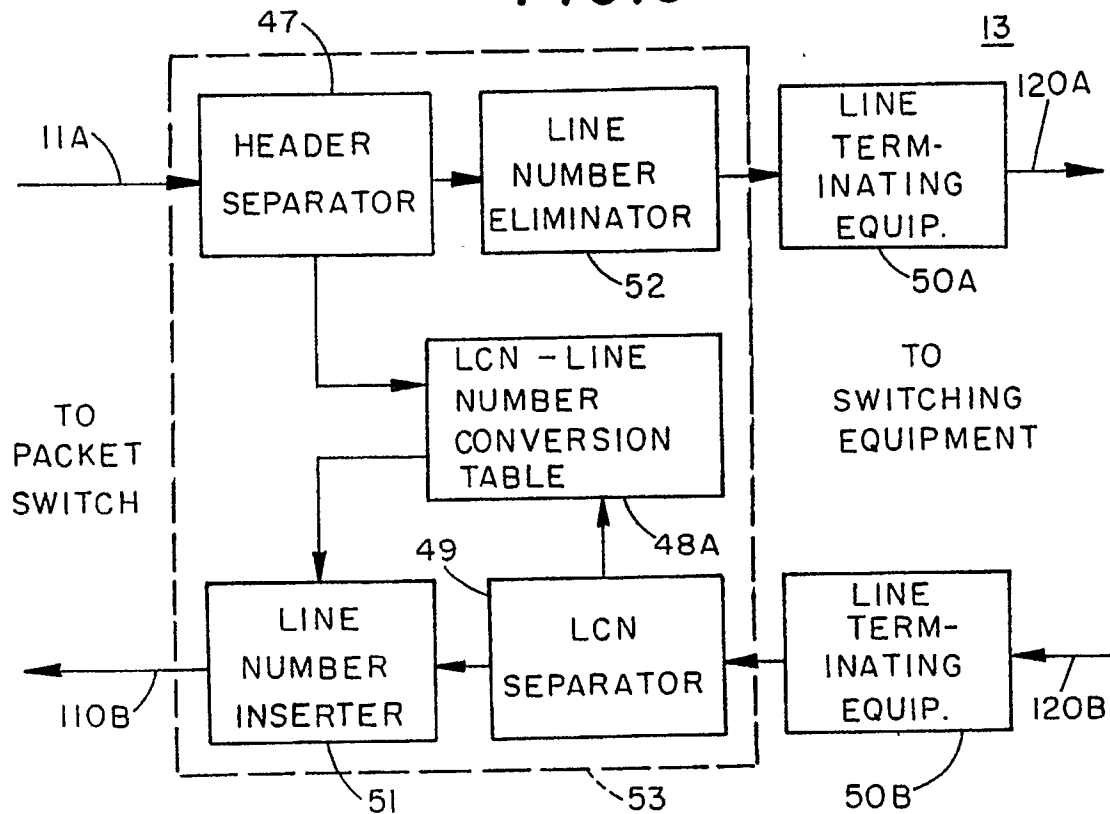 47
13
120A
11A
HEADER
SEPARATOR
LINE
NUMBER
ELIMINATOR
LINE
TERM-
INATING
EQUIP.
52
50A
LCN - LINE
NUMBER
CONVERSION
TABLE
TO
SWITCHING
EQUIPMENT
TO
PACKET
SWITCH
48A
49
LINE
NUMBER
INSERTER
LCN
SEPARATOR
LINE
TERM-
INATING
EQUIP.
110B
120B
51
53
50B